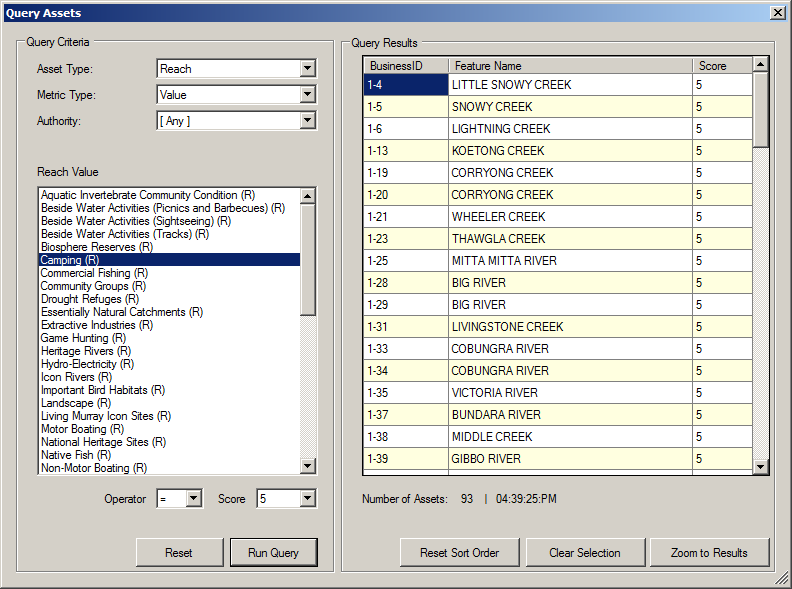 Query Assets
Query Criteria
Asset Type: Reach
Metric Type: Value
Authority: [ Any ]
Reach Value
Aquatic Invertebrate Community Condition (R)
Beside Water Activities (Picnics and Barbecues) (R)
Beside Water Activities (Sightseeing) (R)
Beside Water Activities (Tracks) (R)
Biosphere Reserves (R)
Camping (R)
Commercial Fishing (R)
Community Groups (R)
Drought Refuges (R)
Essentially Natural Catchments (R)
Extractive Industries (R)
Game Hunting (R)
Heritage Rivers (R)
Hydro-Electricity (R)
Icon Rivers (R)
Important Bird Habitats (R)
Landscape (R)
Living Murray Icon Sites (R)
Motor Boating (R)
National Heritage Sites (R)
Native Fish (R)
Non-Motor Boating (R)
Operator = Score 5
Reset Run Query
Query Results
BusinessID Feature Name Score
1-4 LITTLE SNOWY CREEK 5
1-5 SNOWY CREEK 5
1-6 LIGHTNING CREEK 5
1-13 KOETONG CREEK 5
1-19 CORRYONG CREEK 5
1-20 CORRYONG CREEK 5
1-21 WHEELER CREEK 5
1-23 THAWGLA CREEK 5
1-25 MITTA MITTA RIVER 5
1-28 BIG RIVER 5
1-29 BIG RIVER 5
1-31 LIVINGSTONE CREEK 5
1-33 COBUNGRA RIVER 5
1-34 COBUNGRA RIVER 5
1-35 VICTORIA RIVER 5
1-37 BUNDARA RIVER 5
1-38 MIDDLE CREEK 5
1-39 GIBBO RIVER 5
Number of Assets: 93 | 04:39:25:PM
Reset Sort Order Clear Selection Zoom to Results